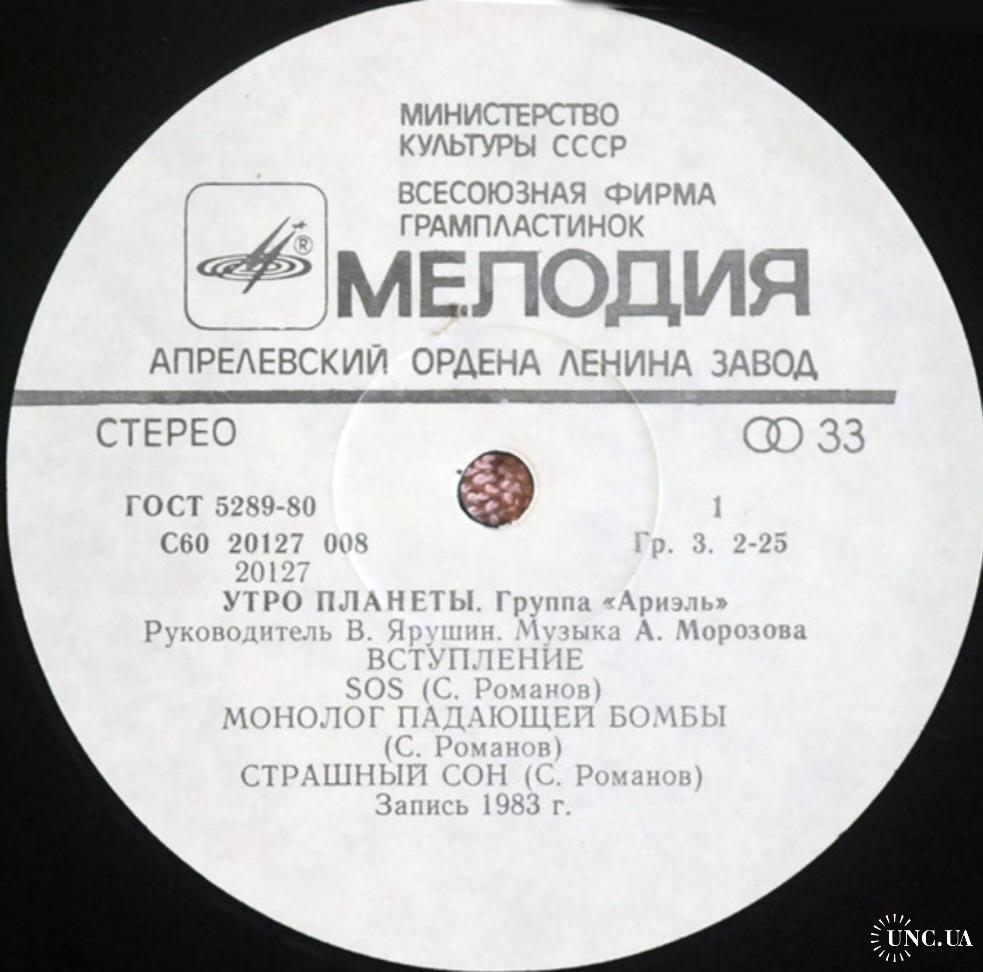 МИНИСТЕРСТВО
КУЛЬТУРЫ СССР
ВСЕСОЮЗНАЯ ФИРМА
ГРАМПЛАСТИНОК
®
МЕЛОДИЯ
АПРЕЛЕВСКИЙ ОРДЕНА ЛЕНИНА ЗАВОД
СТЕРЕО
33
ГОСТ 5289-80
1
С60 20127 008
Гр. 3. 2-25
20127
УТРО ПЛАНЕТЫ. Группа «Ариэль»
Руководитель В. Ярушин. Музыка А. Морозова
ВСТУПЛЕНИЕ
SOS (С. Романов)
МОНОЛОГ ПАДАЮЩЕЙ БОМБЫ
(С. Романов)
СТРАШНЫЙ СОН (С. Романов)
Запись 1983 г.
UNC.UA